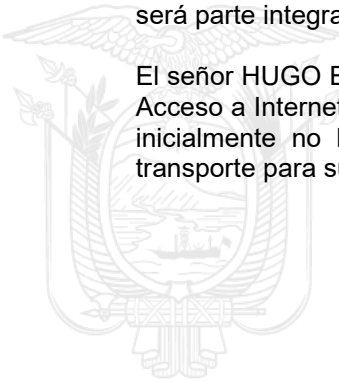 será parte integra
El señor HUGO E
Acceso a Internet
inicialmente no
transporte para su